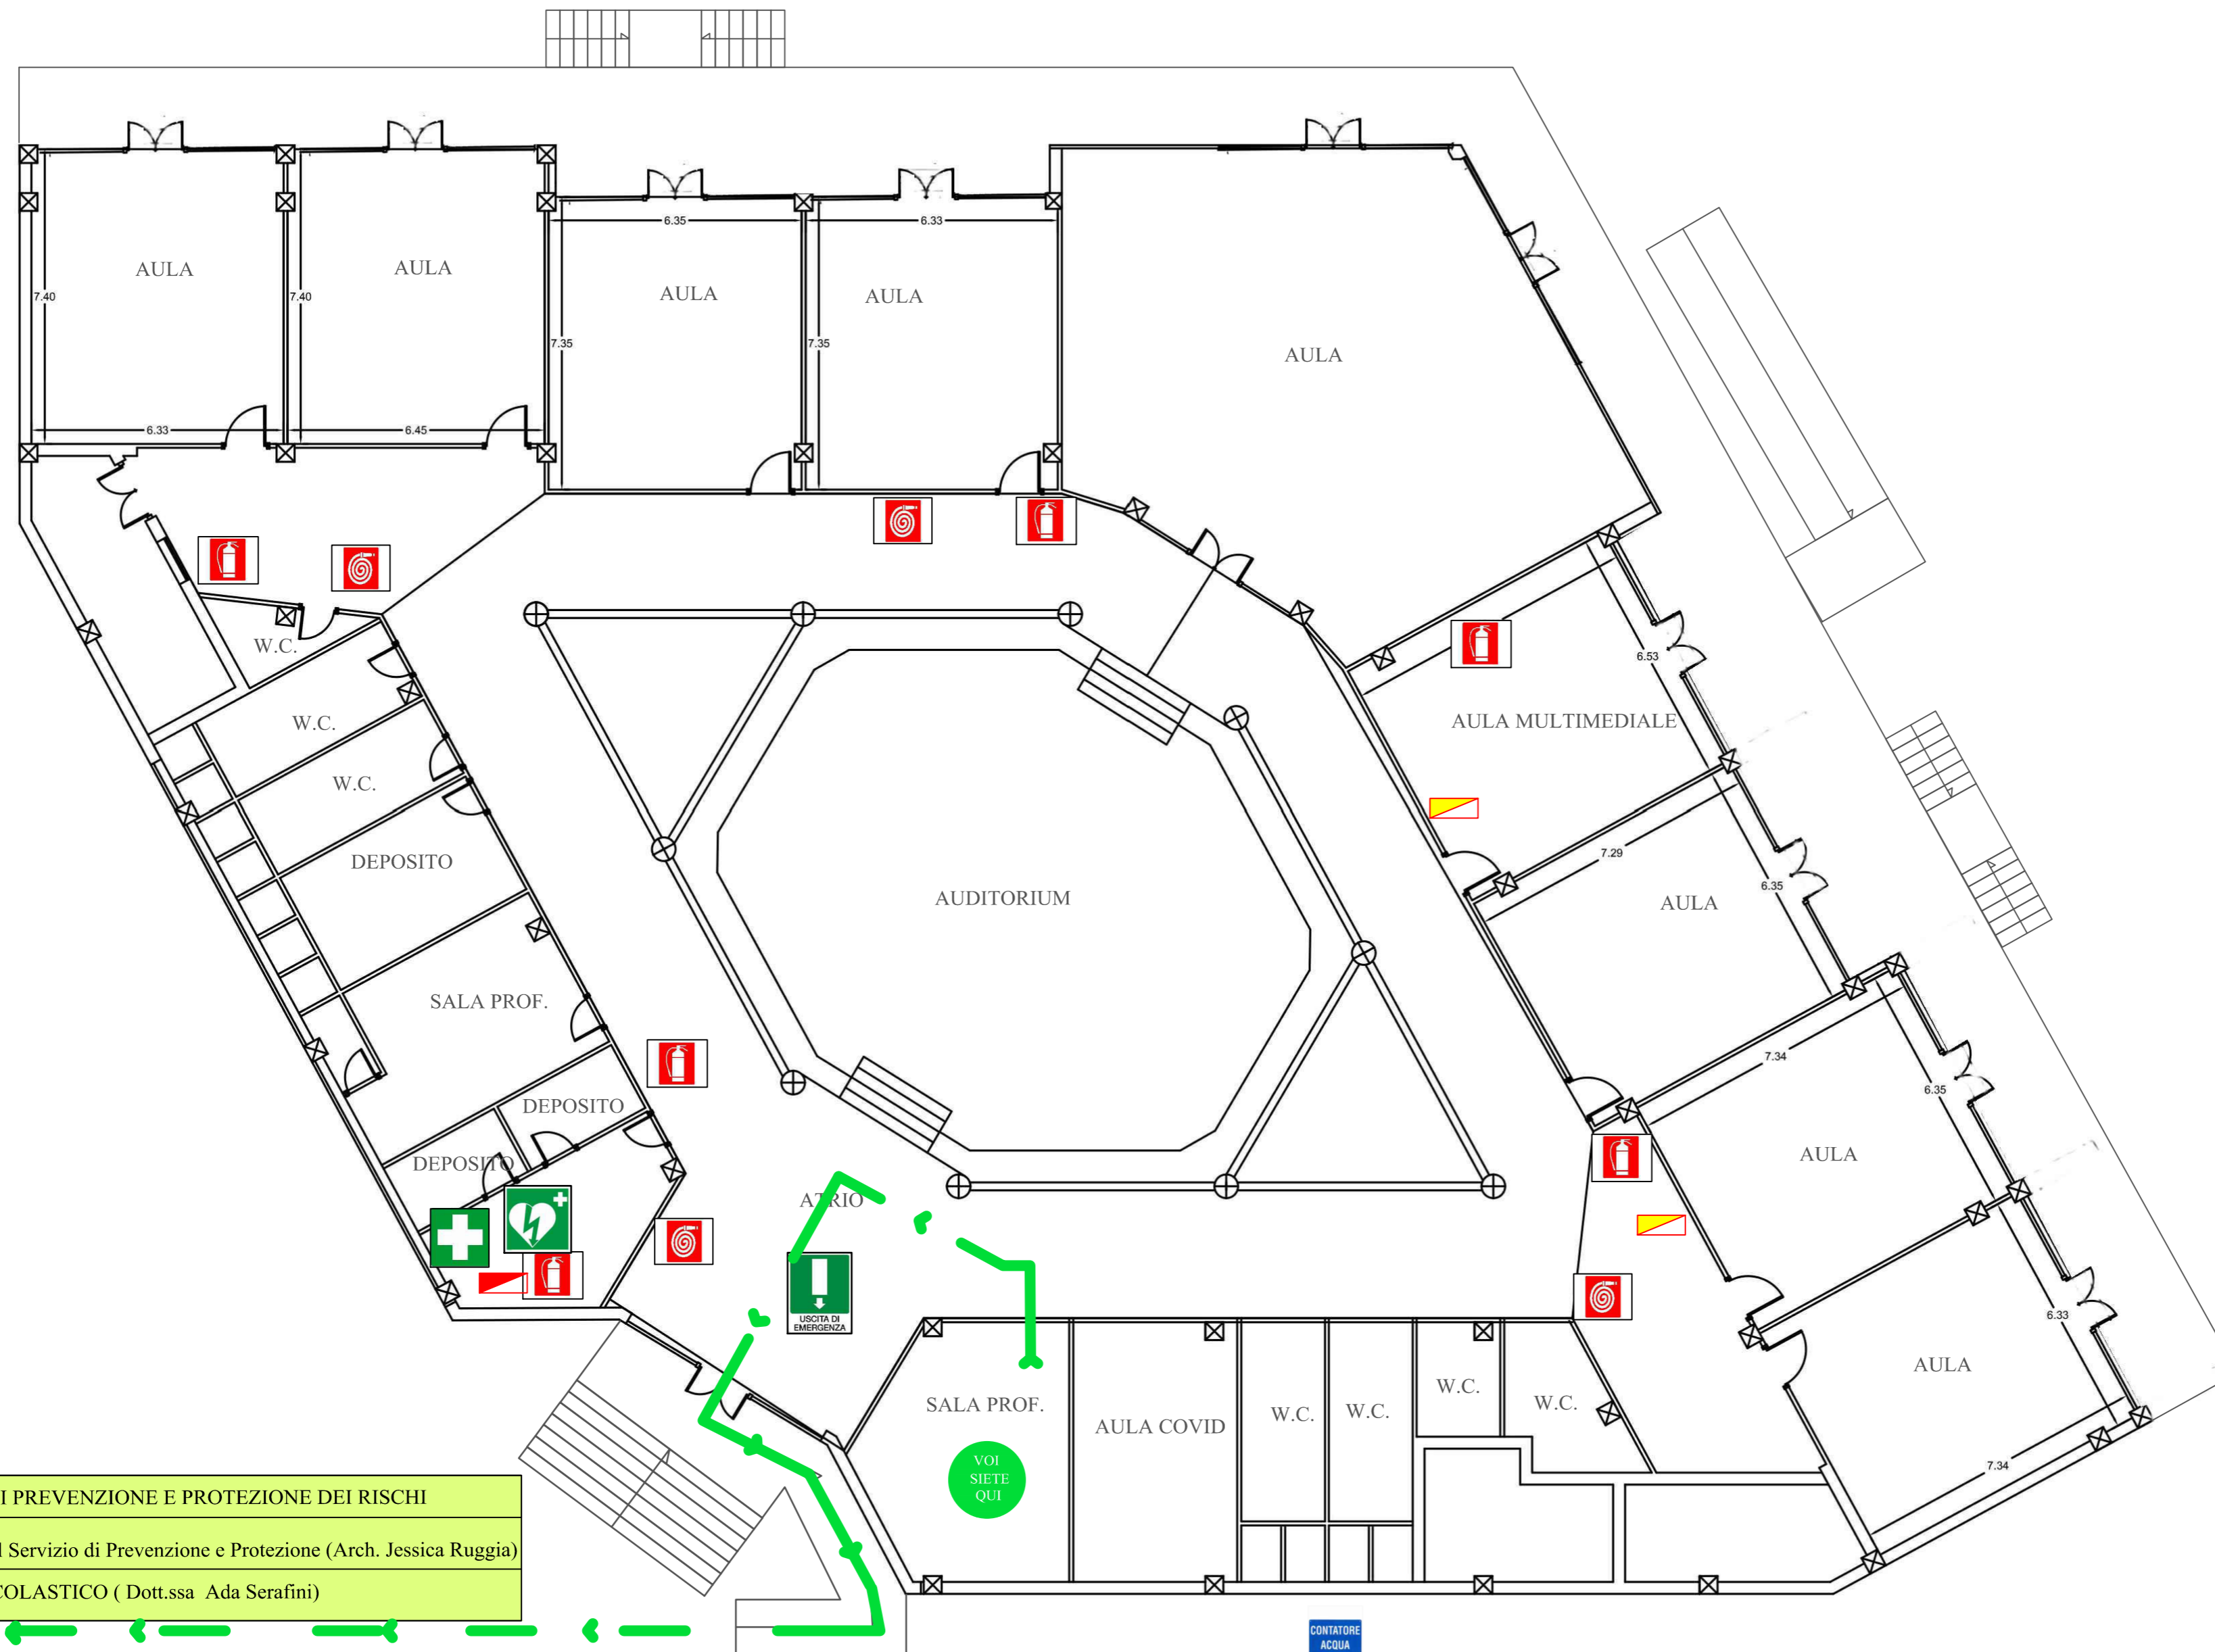 AULA
AULA
AULA
AULA
AULA
6.35
6.33
7.40
7.40
7.35
7.35
6.33
6.45
W.C.
W.C.
W.C.
DEPOSITO
SALA PROF.
DEPOSITO
DEPOSITO
AUDITORIUM
AULA MULTIMEDIALE
6.53
7.29
AULA
6.35
7.34
6.35
AULA
6.33
AULA
7.34
ATRIO
USCITA DI
EMERGENZA
SALA PROF.
VOI
SIETE
QUI
AULA COVID
W.C.
W.C.
W.C.
W.C.
I PREVENZIONE E PROTEZIONE DEI RISCHI
l Servizio di Prevenzione e Protezione (Arch. Jessica Ruggia)
COLASTICO ( Dott.ssa Ada Serafini)
CONTATORE
ACQUA